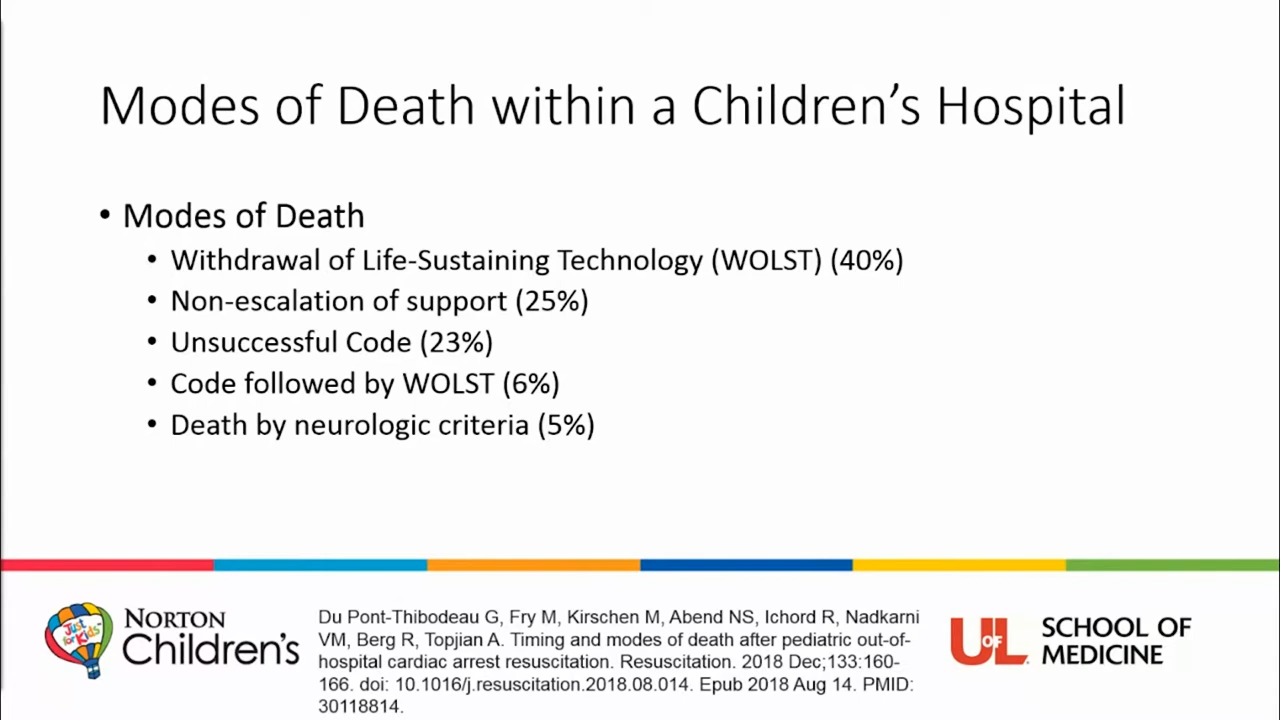 Modes of Death within a Children's Hospital
• Modes of Death
• Withdrawal of Life-Sustaining Technology (WOLST) (40%)
• Non-escalation of support (25%)
• Unsuccessful Code (23%)
• Code followed by WOLST (6%)
• Death by neurologic criteria (5%)
Just for Kids
NORTON
Children's
Du Pont-Thibodeau G, Fry M, Kirschen M, Abend NS, Ichord R, Nadkarni
VM, Berg R, Topjian A. Timing and modes of death after pediatric out-of-
hospital cardiac arrest resuscitation. Resuscitation. 2018 Dec;133:160-
166. doi: 10.1016/j.resuscitation.2018.08.014. Epub 2018 Aug 14. PMID:
30118814.
UOFL
SCHOOL OF
MEDICINE